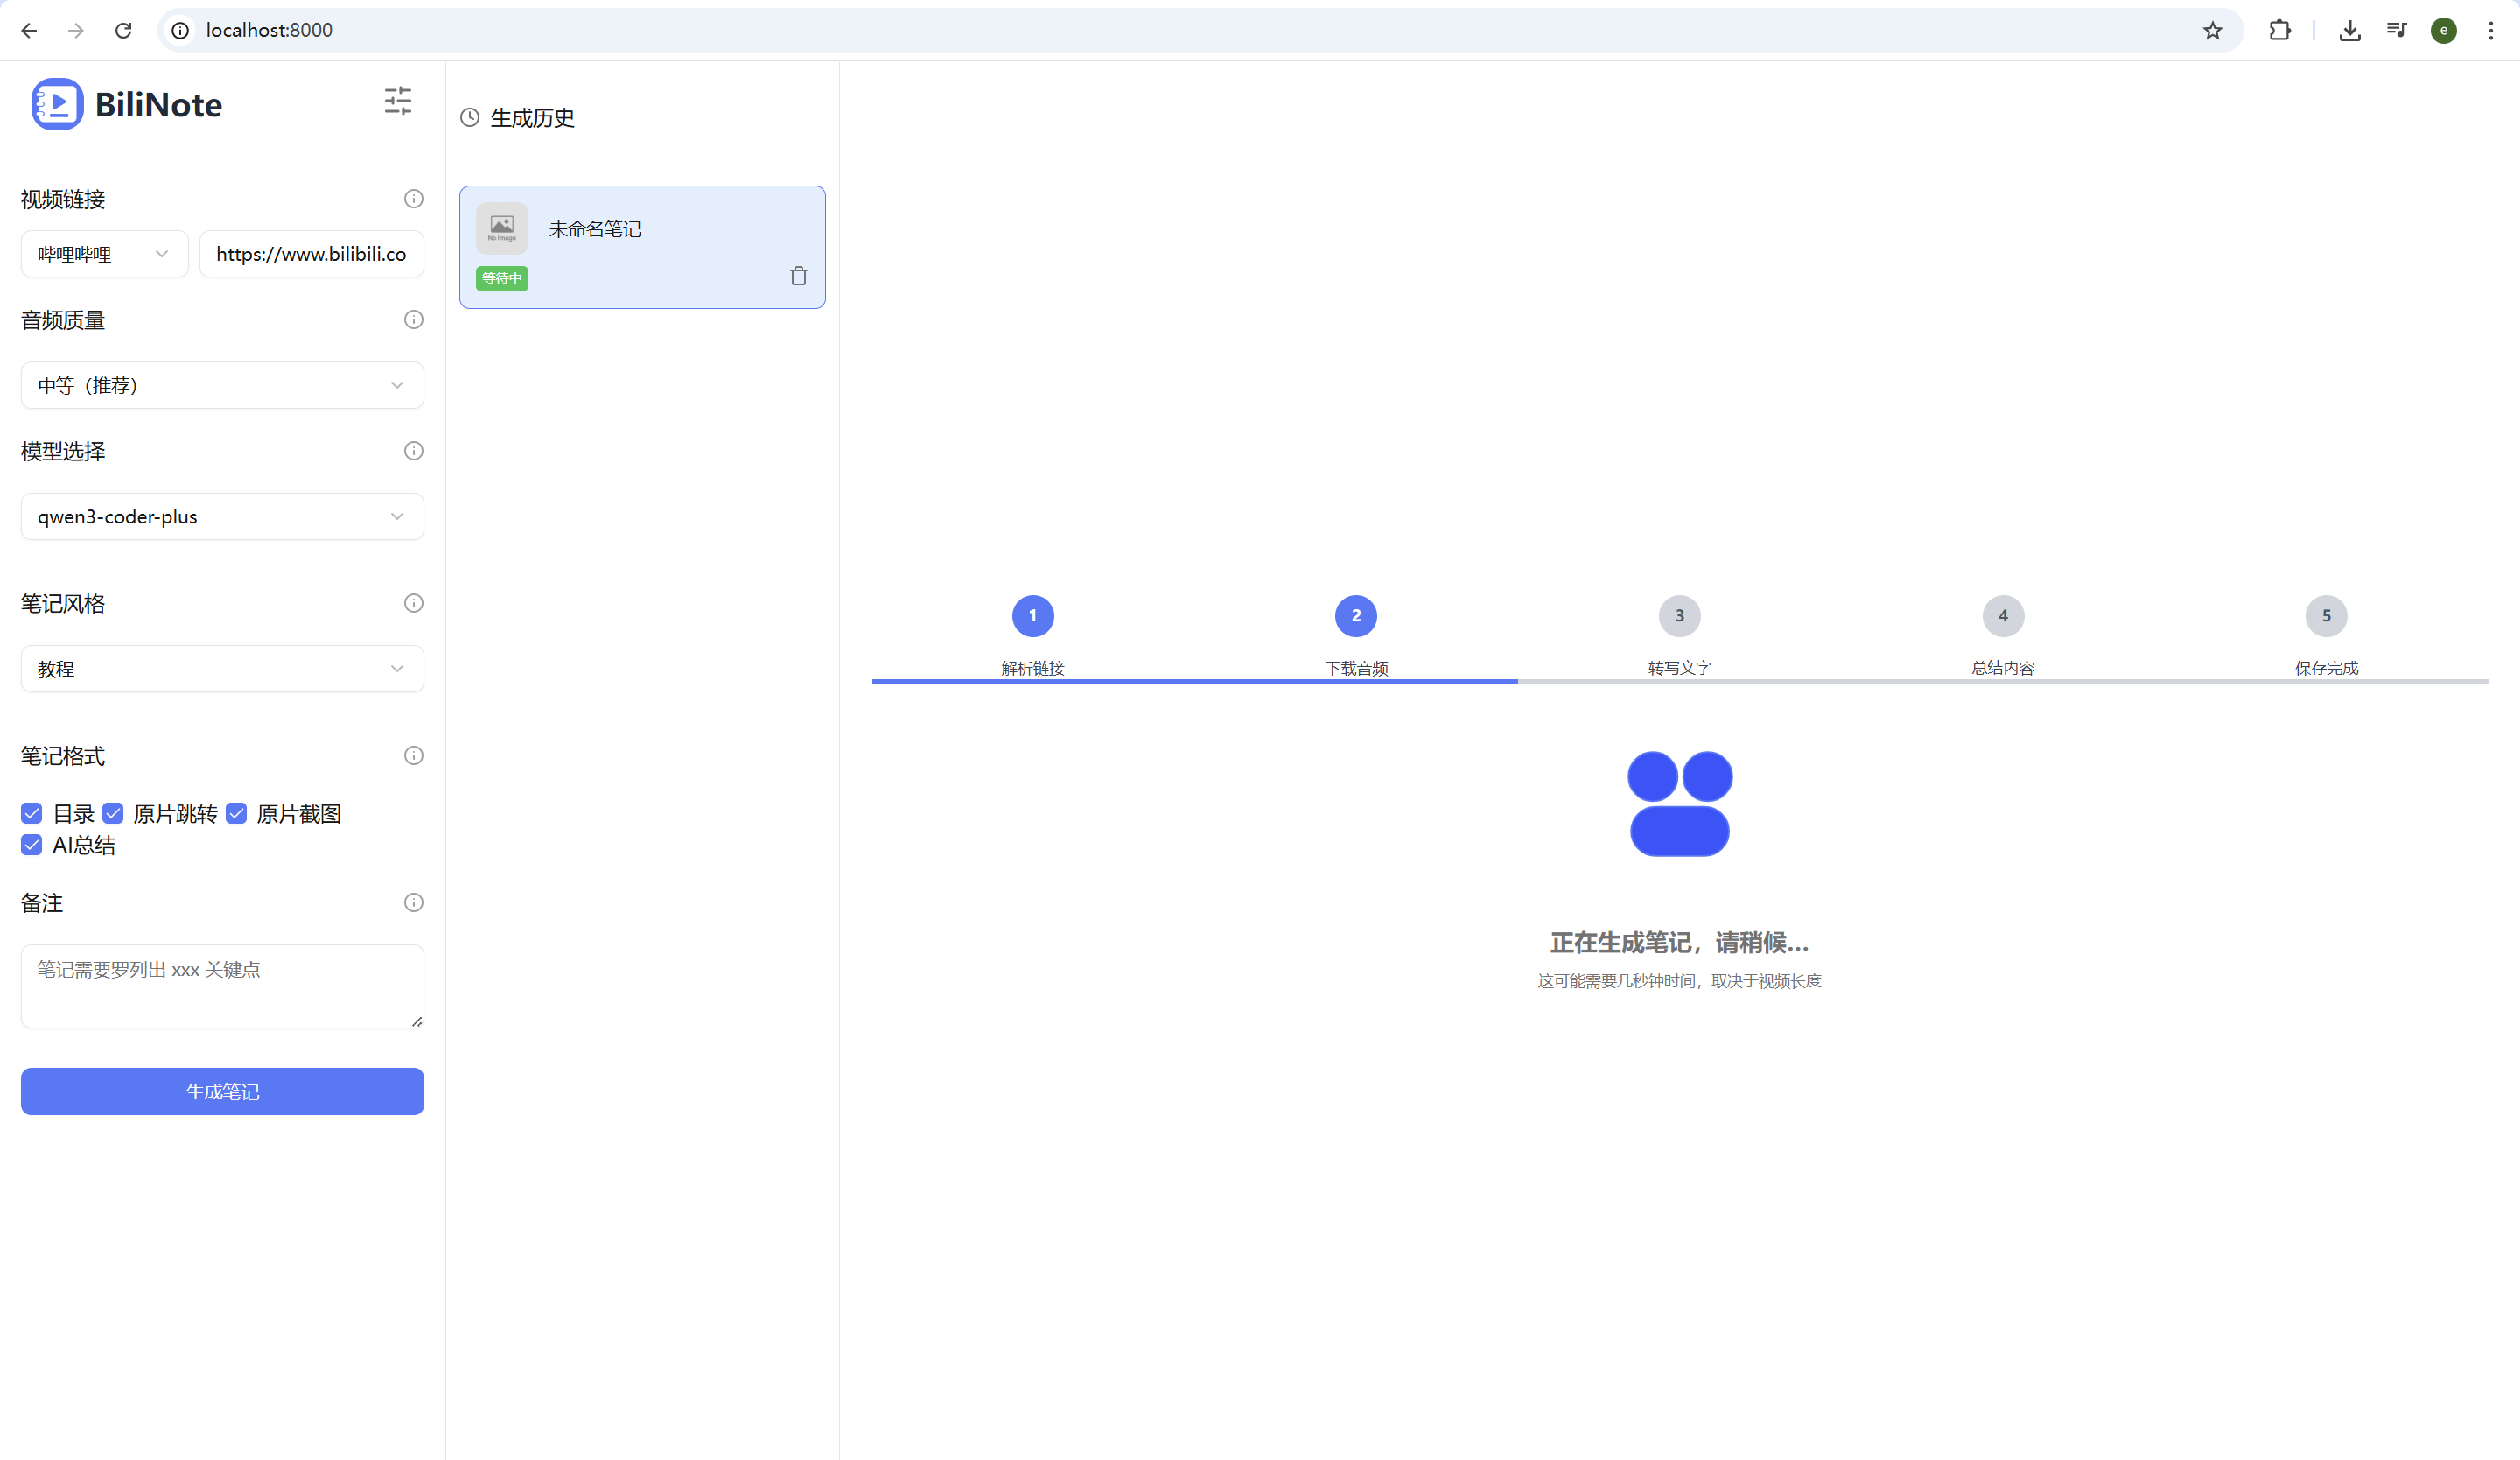 localhost:8000
e
BiliNote
视频链接
哔哩哔哩
https://www.bilibili.co
音频质量
中等（推荐）
模型选择
qwen3-coder-plus
笔记风格
教程
笔记格式
目录 原片跳转 原片截图
AI总结
备注
笔记需要罗列出 xxx 关键点
生成笔记
生成历史
No Image
未命名笔记
等待中
1 2 3 4 5
解析链接 下载音频 转写文字 总结内容 保存完成
正在生成笔记，请稍候...
这可能需要几秒钟时间，取决于视频长度